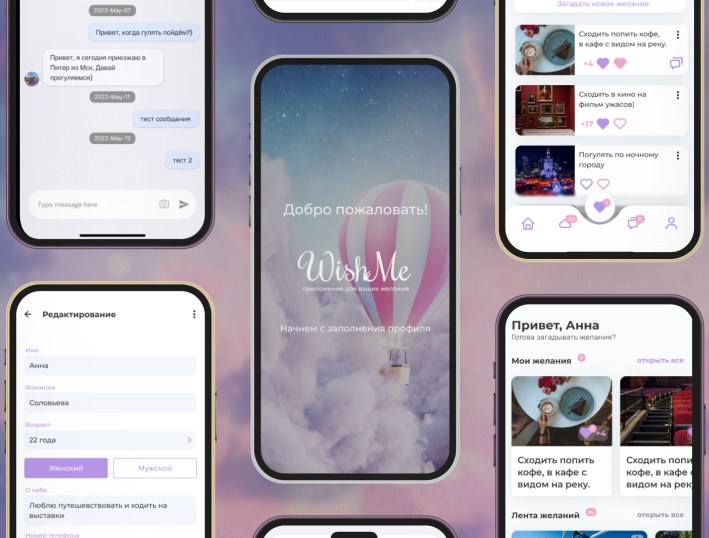 2022-May-07
Привет, когда гулять пойдём?)
Привет, я сегодня приезжаю в
Питер из Мск. Давай
прогуляемся)
2022-May-11
тест сообщения
2022-May-12
тест 2
Type message here
Добро пожаловать!
WishMe
приложение для ваших желаний
Начнем с заполнения профиля
Загадать новое желание
Сходить попить кофе,
в кафе с видом на реку.
+4
Сходить в кино на
фильм ужасов)
+17
Погулять по ночному
городу
Редактирование
Имя
Анна
Фамилия
Соловьева
Возраст
22 года
Женский
Мужской
О себе
Люблю путешевствовать и ходить на
выставки
Номер телефона
Привет, Анна
Готова загадывать желания?
Мои желания
открыть все
+4
Сходить попить
кофе, в кафе с
видом на реку.
Сходить попи
кофе, в кафе
видом на рек
Лента желаний
открыть все